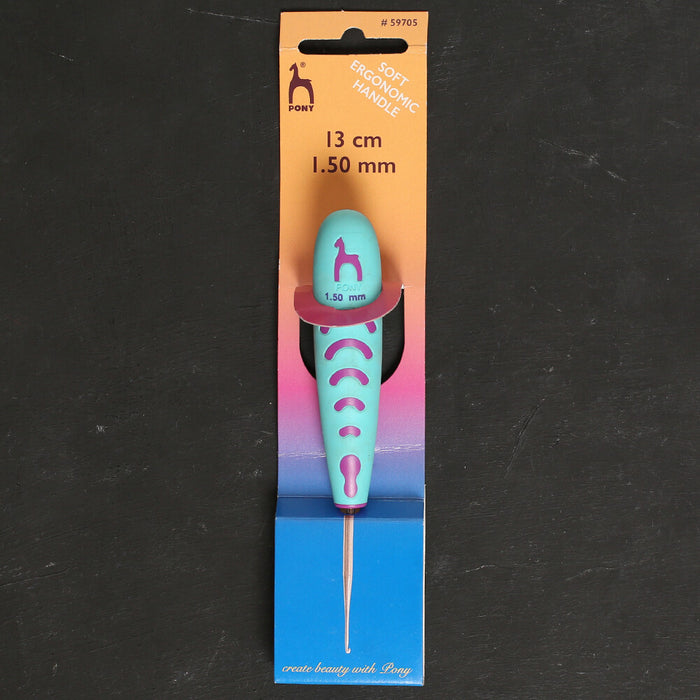 # 59705
SOFT
ERGONOMIC
HANDLE
®
PONY
13 cm
1.50 mm
PONY
1.50 mm
create beauty with Pony